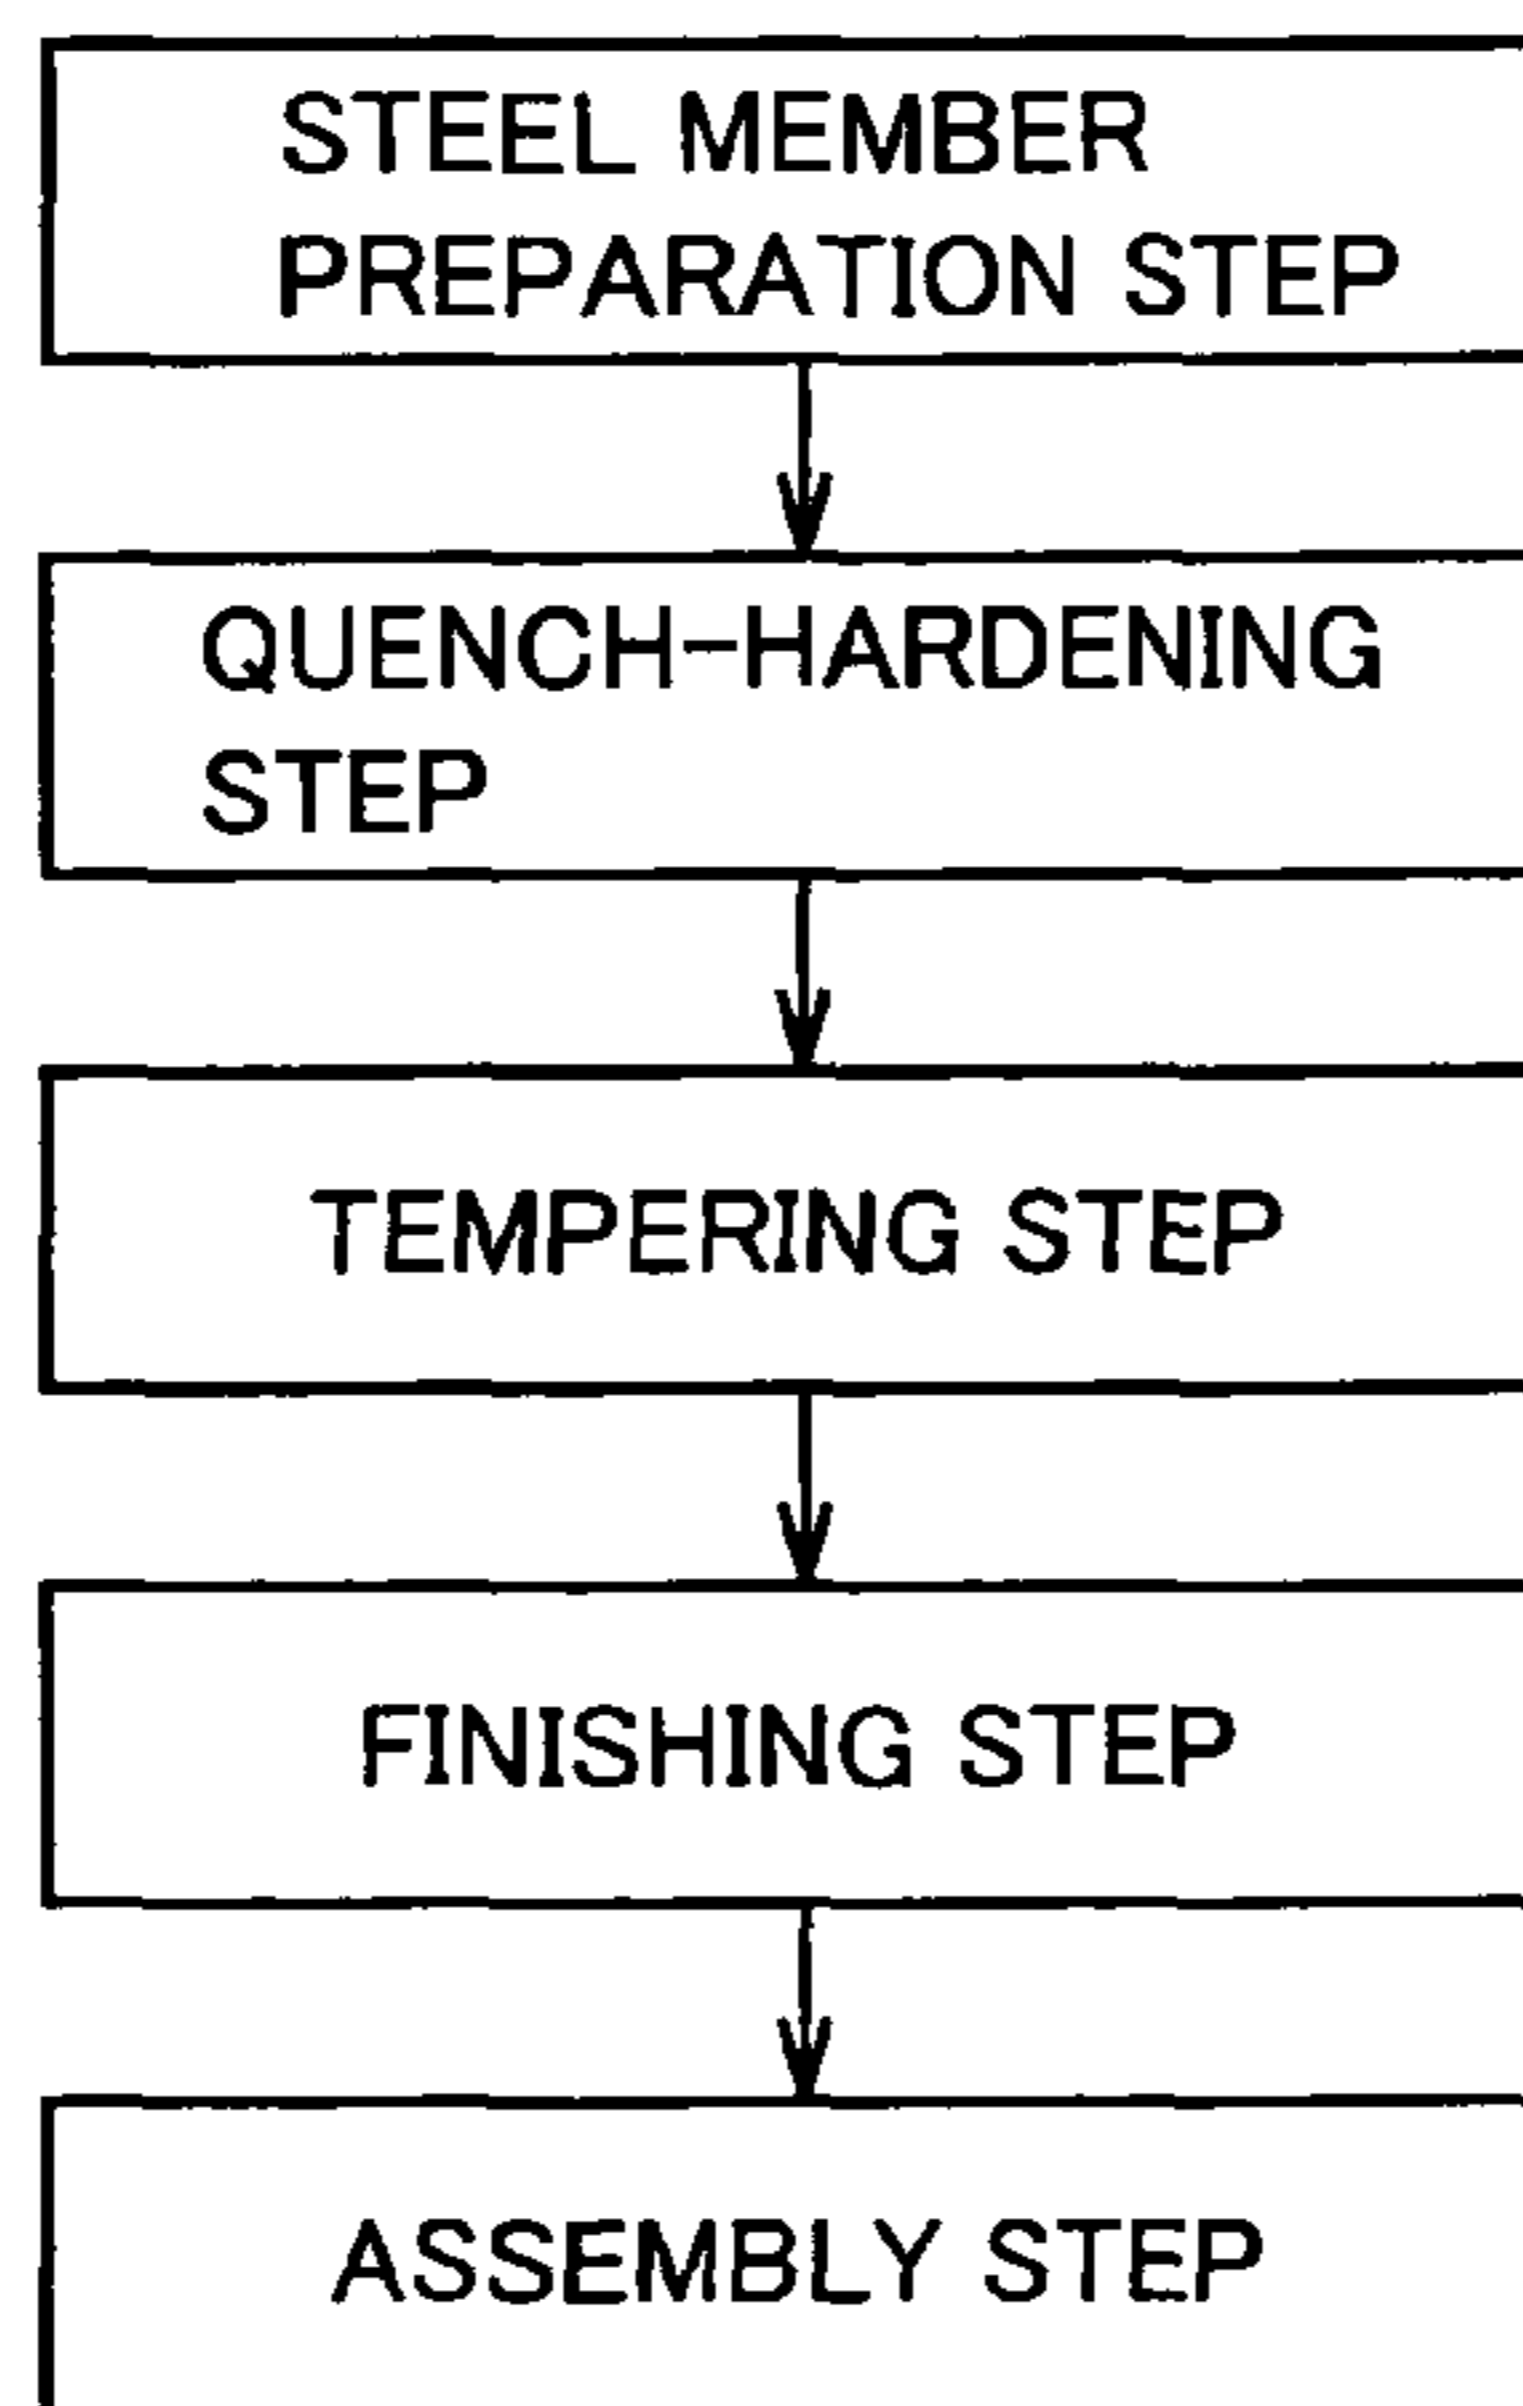 STEEL MEMBER
PREPARATION STEP
QUENCH-HARDENING
STEP
TEMPERING STEP
FINISHING STEP
ASSEMBLY STEP